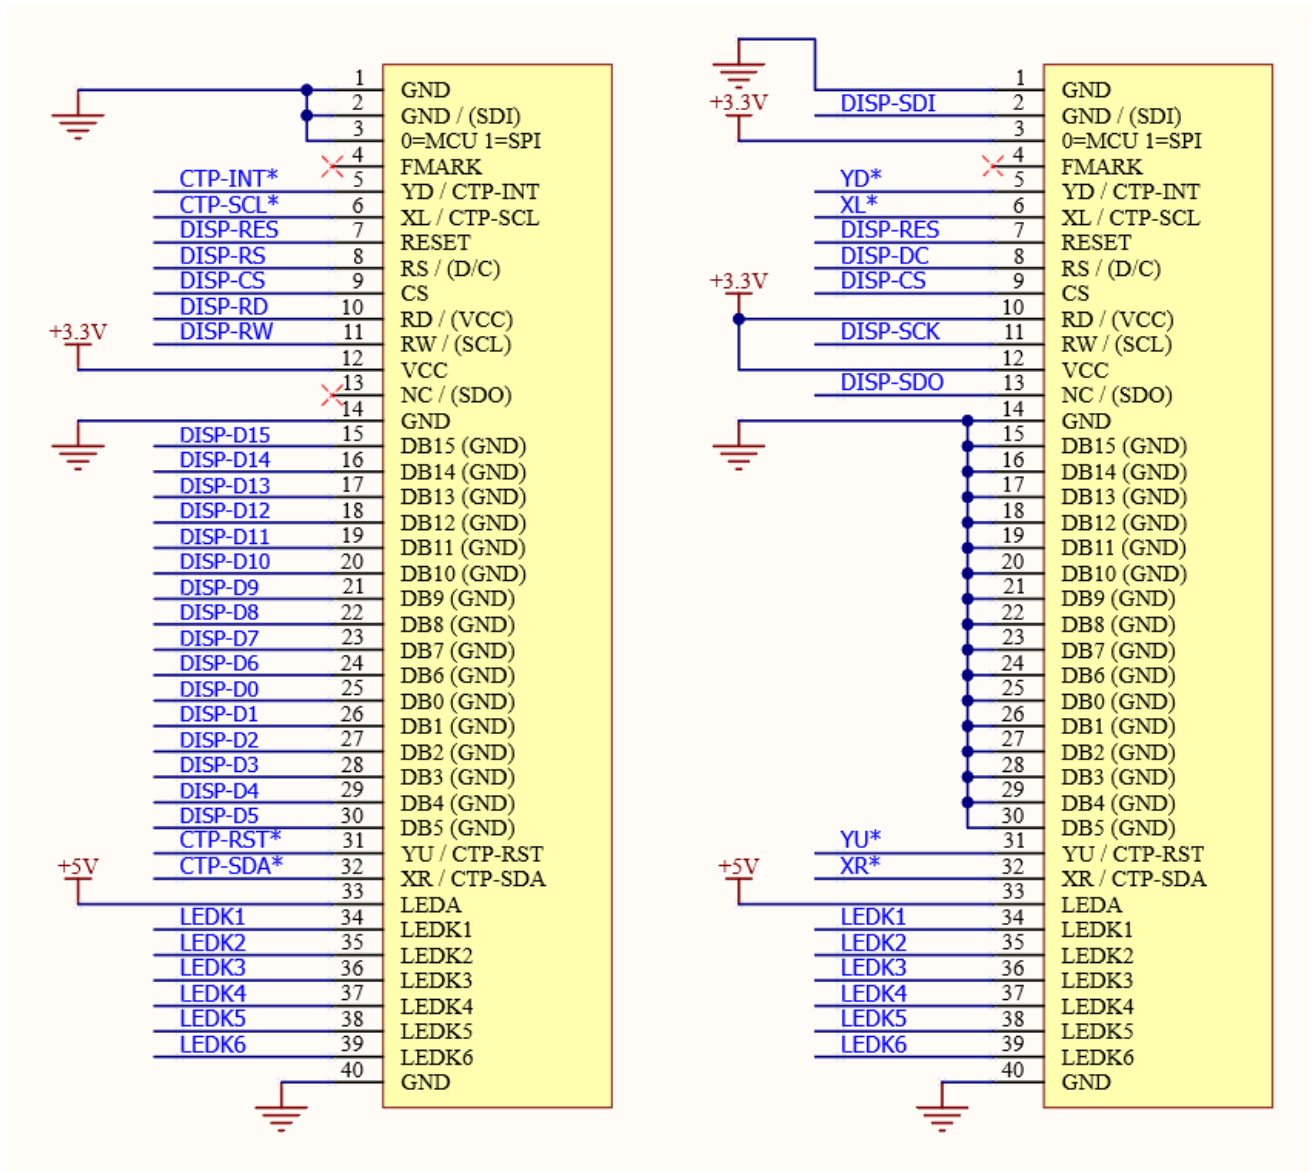 1 GND
2 GND / (SDI)
3 0=MCU 1=SPI
4 FMARK
CTP-INT* 5 YD / CTP-INT
CTP-SCL* 6 XL / CTP-SCL
DISP-RES 7 RESET
DISP-RS 8 RS / (D/C)
DISP-CS 9 CS
DISP-RD 10 RD / (VCC)
+3.3V
DISP-RW 11 RW / (SCL)
12 VCC
13 NC / (SDO)
14 GND
DISP-D15 15 DB15 (GND)
DISP-D14 16 DB14 (GND)
DISP-D13 17 DB13 (GND)
DISP-D12 18 DB12 (GND)
DISP-D11 19 DB11 (GND)
DISP-D10 20 DB10 (GND)
DISP-D9 21 DB9 (GND)
DISP-D8 22 DB8 (GND)
DISP-D7 23 DB7 (GND)
DISP-D6 24 DB6 (GND)
DISP-D0 25 DB0 (GND)
DISP-D1 26 DB1 (GND)
DISP-D2 27 DB2 (GND)
DISP-D3 28 DB3 (GND)
DISP-D4 29 DB4 (GND)
DISP-D5 30 DB5 (GND)
CTP-RST* 31 YU / CTP-RST
+5V
CTP-SDA* 32 XR / CTP-SDA
33 LEDA
LEDK1 34 LEDK1
LEDK2 35 LEDK2
LEDK3 36 LEDK3
LEDK4 37 LEDK4
LEDK5 38 LEDK5
LEDK6 39 LEDK6
40 GND
1 GND
+3.3V
DISP-SDI 2 GND / (SDI)
3 0=MCU 1=SPI
4 FMARK
YD* 5 YD / CTP-INT
XL* 6 XL / CTP-SCL
DISP-RES 7 RESET
DISP-DC 8 RS / (D/C)
+3.3V
DISP-CS 9 CS
10 RD / (VCC)
DISP-SCK 11 RW / (SCL)
12 VCC
DISP-SDO 13 NC / (SDO)
14 GND
15 DB15 (GND)
16 DB14 (GND)
17 DB13 (GND)
18 DB12 (GND)
19 DB11 (GND)
20 DB10 (GND)
21 DB9 (GND)
22 DB8 (GND)
23 DB7 (GND)
24 DB6 (GND)
25 DB0 (GND)
26 DB1 (GND)
27 DB2 (GND)
28 DB3 (GND)
29 DB4 (GND)
30 DB5 (GND)
YU* 31 YU / CTP-RST
+5V
XR* 32 XR / CTP-SDA
33 LEDA
LEDK1 34 LEDK1
LEDK2 35 LEDK2
LEDK3 36 LEDK3
LEDK4 37 LEDK4
LEDK5 38 LEDK5
LEDK6 39 LEDK6
40 GND